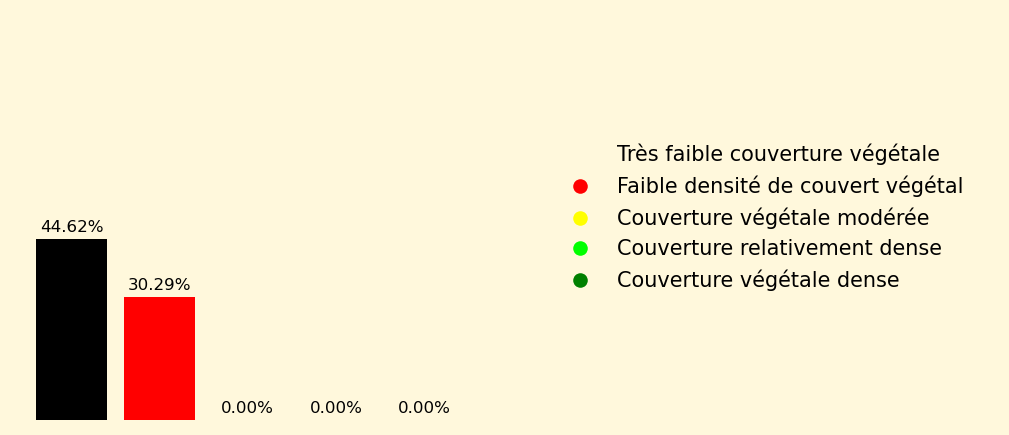 44.62%
30.29%
0.00%
0.00%
0.00%
Très faible couverture végétale
Faible densité de couvert végétal
Couverture végétale modérée
Couverture relativement dense
Couverture végétale dense